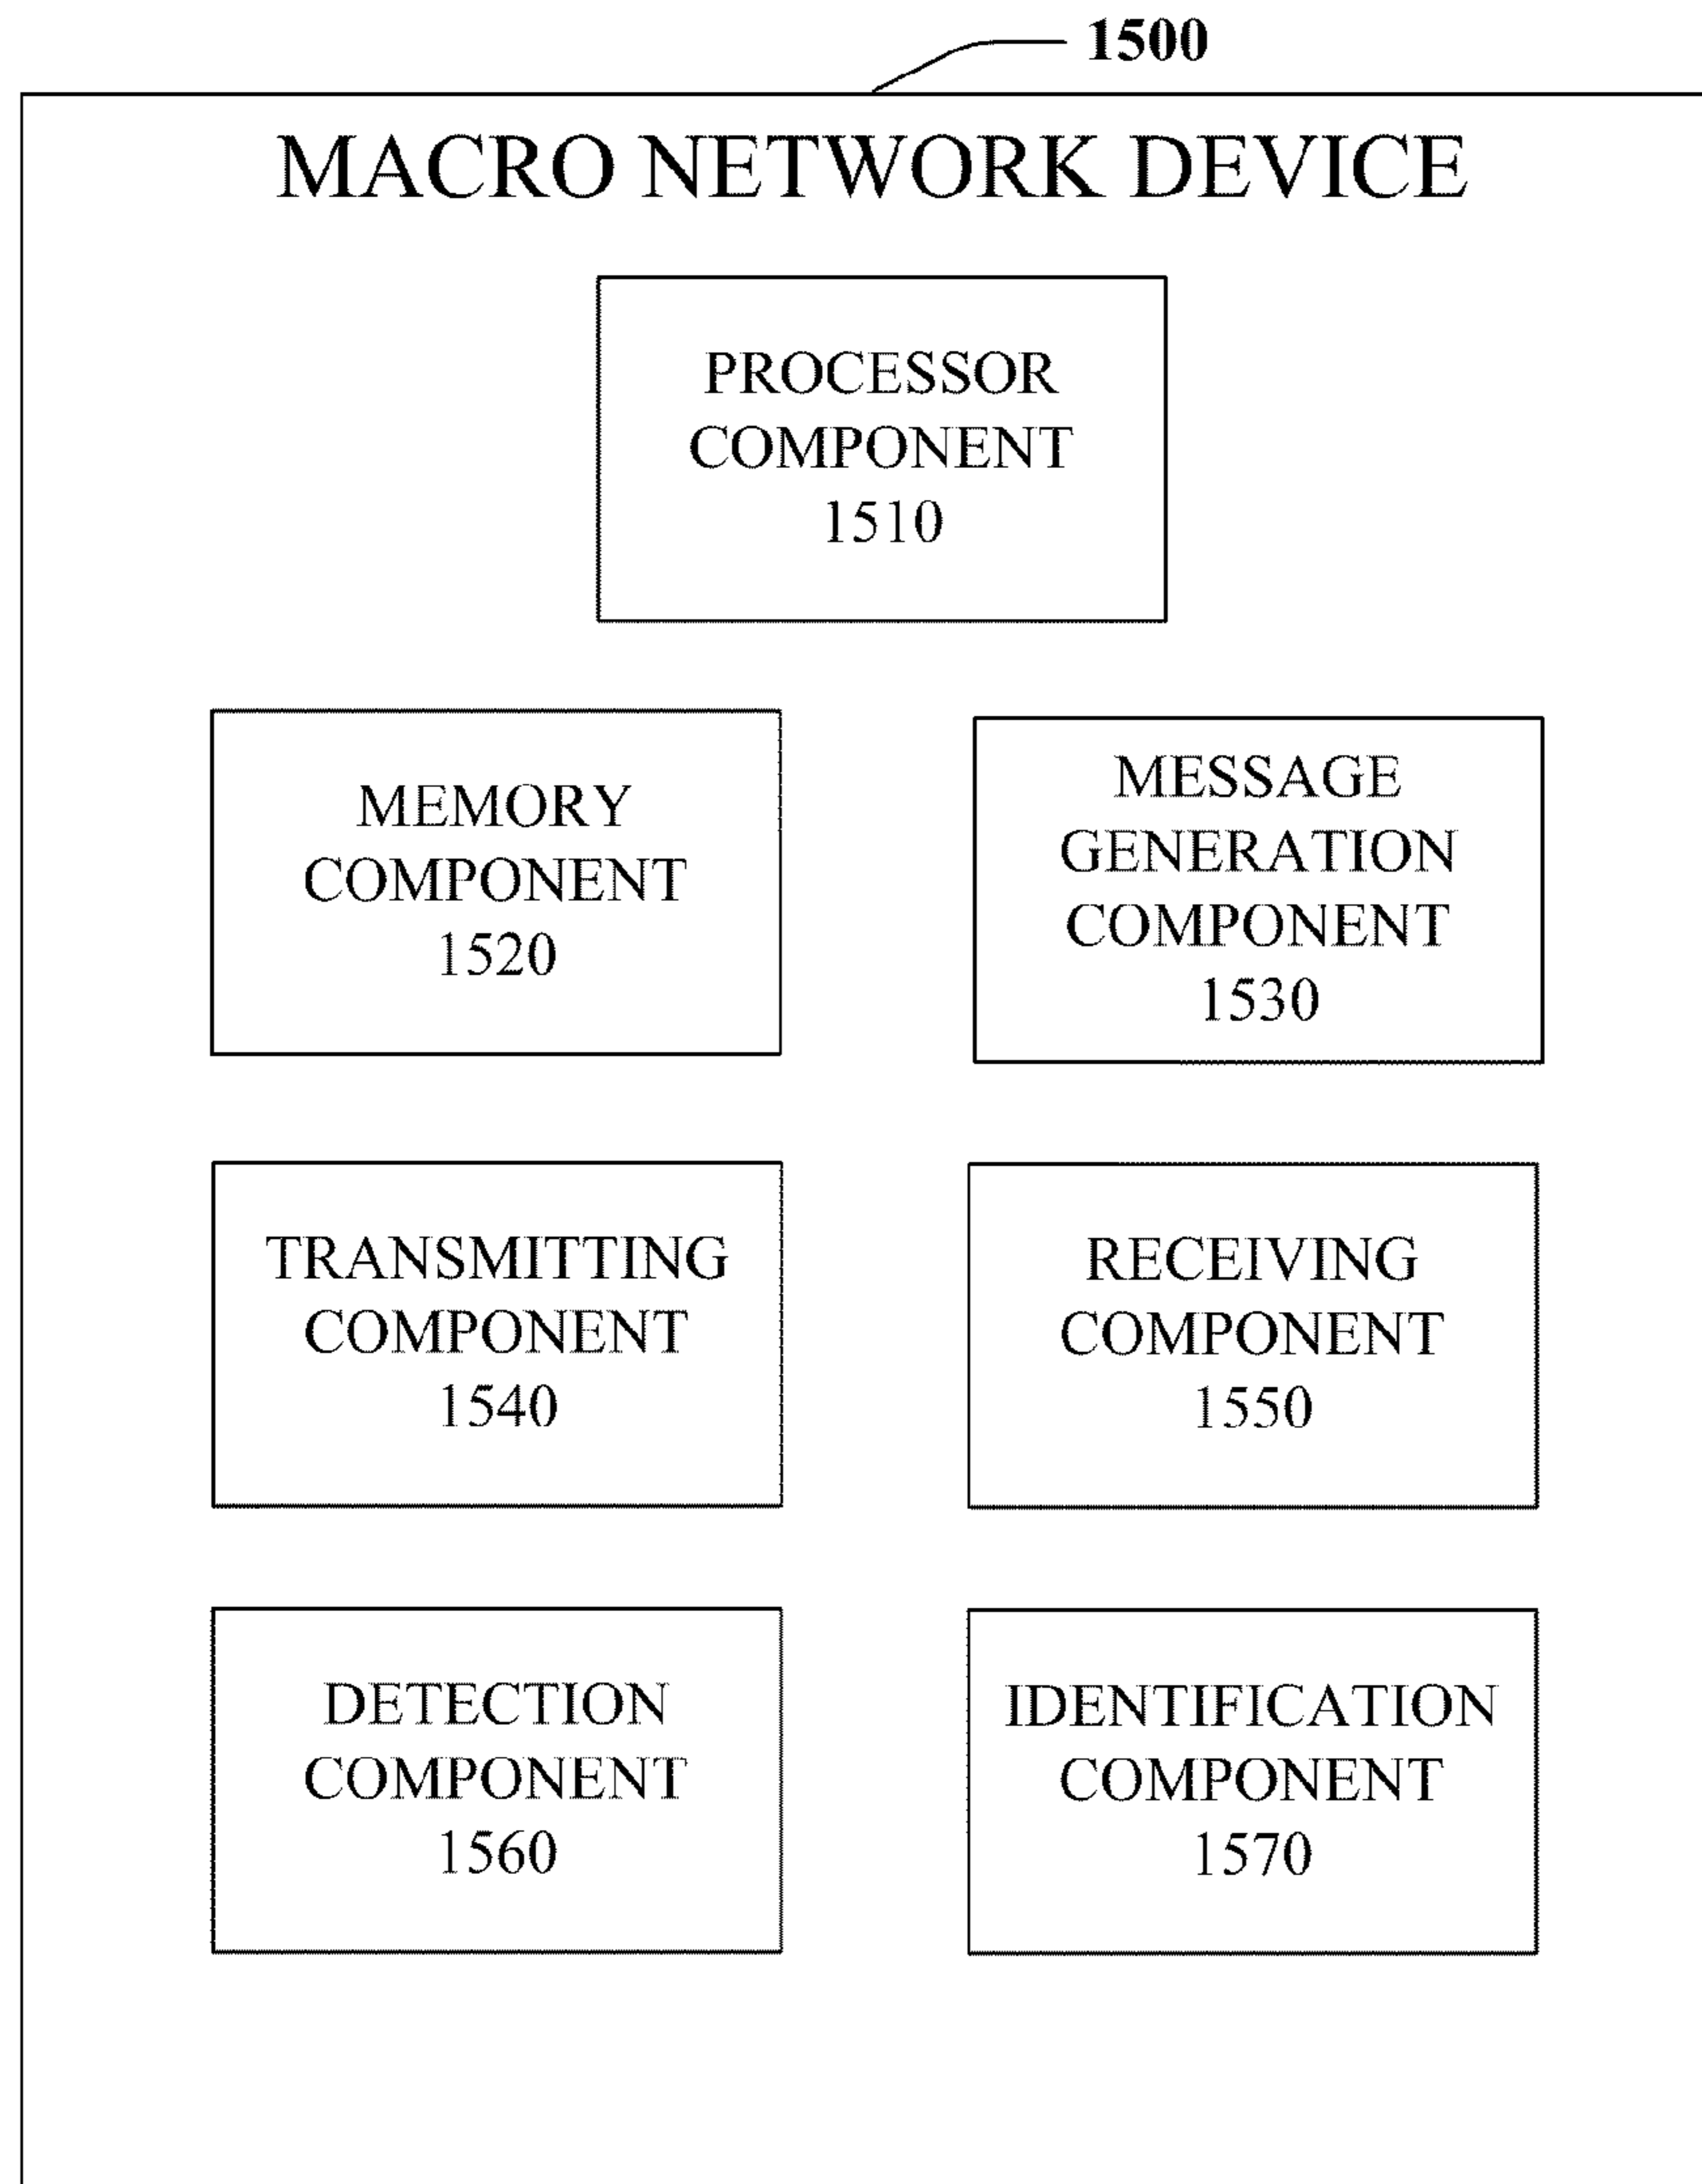 1500
MACRO NETWORK DEVICE
PROCESSOR
COMPONENT
1510
MEMORY
COMPONENT
1520
MESSAGE
GENERATION
COMPONENT
1530
TRANSMITTING
COMPONENT
1540
RECEIVING
COMPONENT
1550
DETECTION
COMPONENT
1560
IDENTIFICATION
COMPONENT
1570